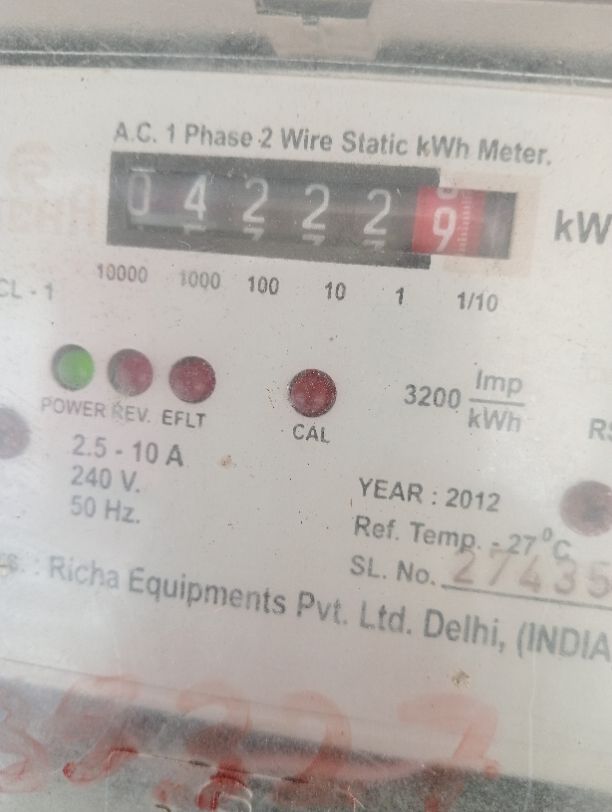 A.C. 1 Phase 2 Wire Static kWh Meter.
0 4 2 2 2 9
kW
10000 1000 100 10 1 1/10
CL - 1
3200 Imp/kWh
POWER REV. EFLT
CAL
RS
2.5 - 10 A
240 V.
50 Hz.
YEAR : 2012
Ref. Temp. - 27°C
SL. No. 27435
s. : Richa Equipments Pvt. Ltd. Delhi, (INDIA